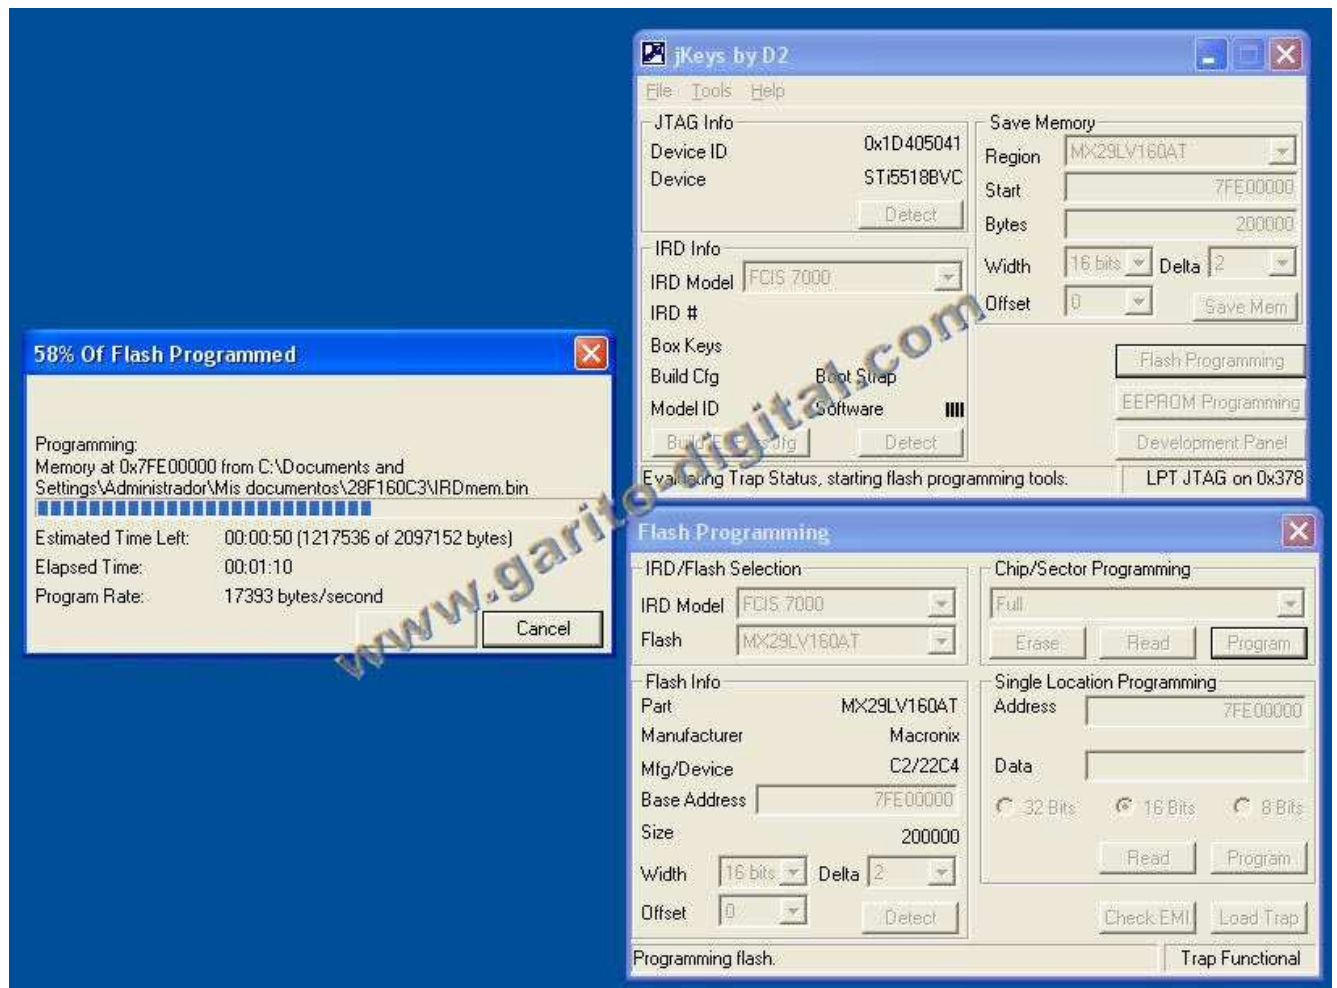 jKeys by D2
File Tools Help
JTAG Info
Device ID 0x1D405041
Device STi5518BVC
Detect
IRD Info
IRD Model FCIS 7000
IRD #
Box Keys
Build Cfg Boot Strap
Model ID Software
Detect
Save Memory
Region MX29LV160AT
Start 7FE00000
Bytes 200000
Width 16 bits Delta 2
Offset 0 Save Mem
Flash Programming
EEPROM Programming
Development Panel
Evaluating Trap Status, starting flash programming tools. LPT JTAG on 0x378
58% Of Flash Programmed
Programming:
Memory at 0x7FE00000 from C:\Documents and
Settings\Administrador\Mis documentos\28F160C3\IRDmem.bin
Estimated Time Left: 00:00:50 (1217536 of 2097152 bytes)
Elapsed Time: 00:01:10
Program Rate: 17393 bytes/second
Cancel
www.garito-digital.com
Flash Programming
IRD/Flash Selection
IRD Model FCIS 7000
Flash MX29LV160AT
Flash Info
Part MX29LV160AT
Manufacturer Macronix
Mfg/Device C2/22C4
Base Address 7FE00000
Size 200000
Width 16 bits Delta 2
Offset 0 Detect
Chip/Sector Programming
Full
Erase Read Program
Single Location Programming
Address 7FE00000
Data
32 Bits 16 Bits 8 Bits
Read Program
Check EMI Load Trap
Programming flash. Trap Functional